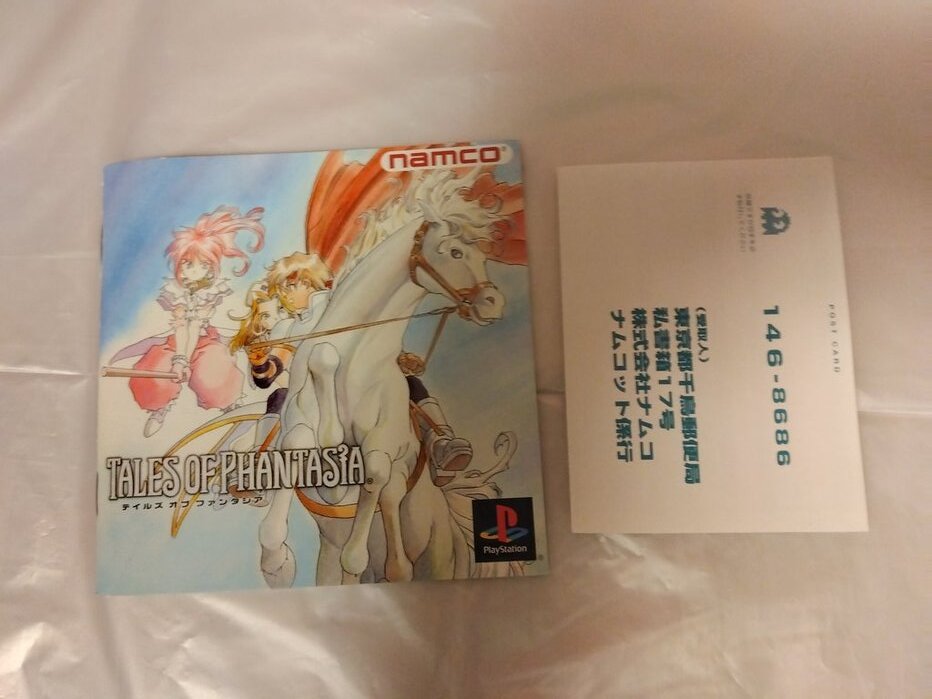 namco
TALES OF PHANTASIA
テイルズ オブ ファンタジア
PlayStation
POST CARD
146-8686
(受取人)
東京都千鳥郵便局
私書箱17号
株式会社ナムコ
ナムコット係行